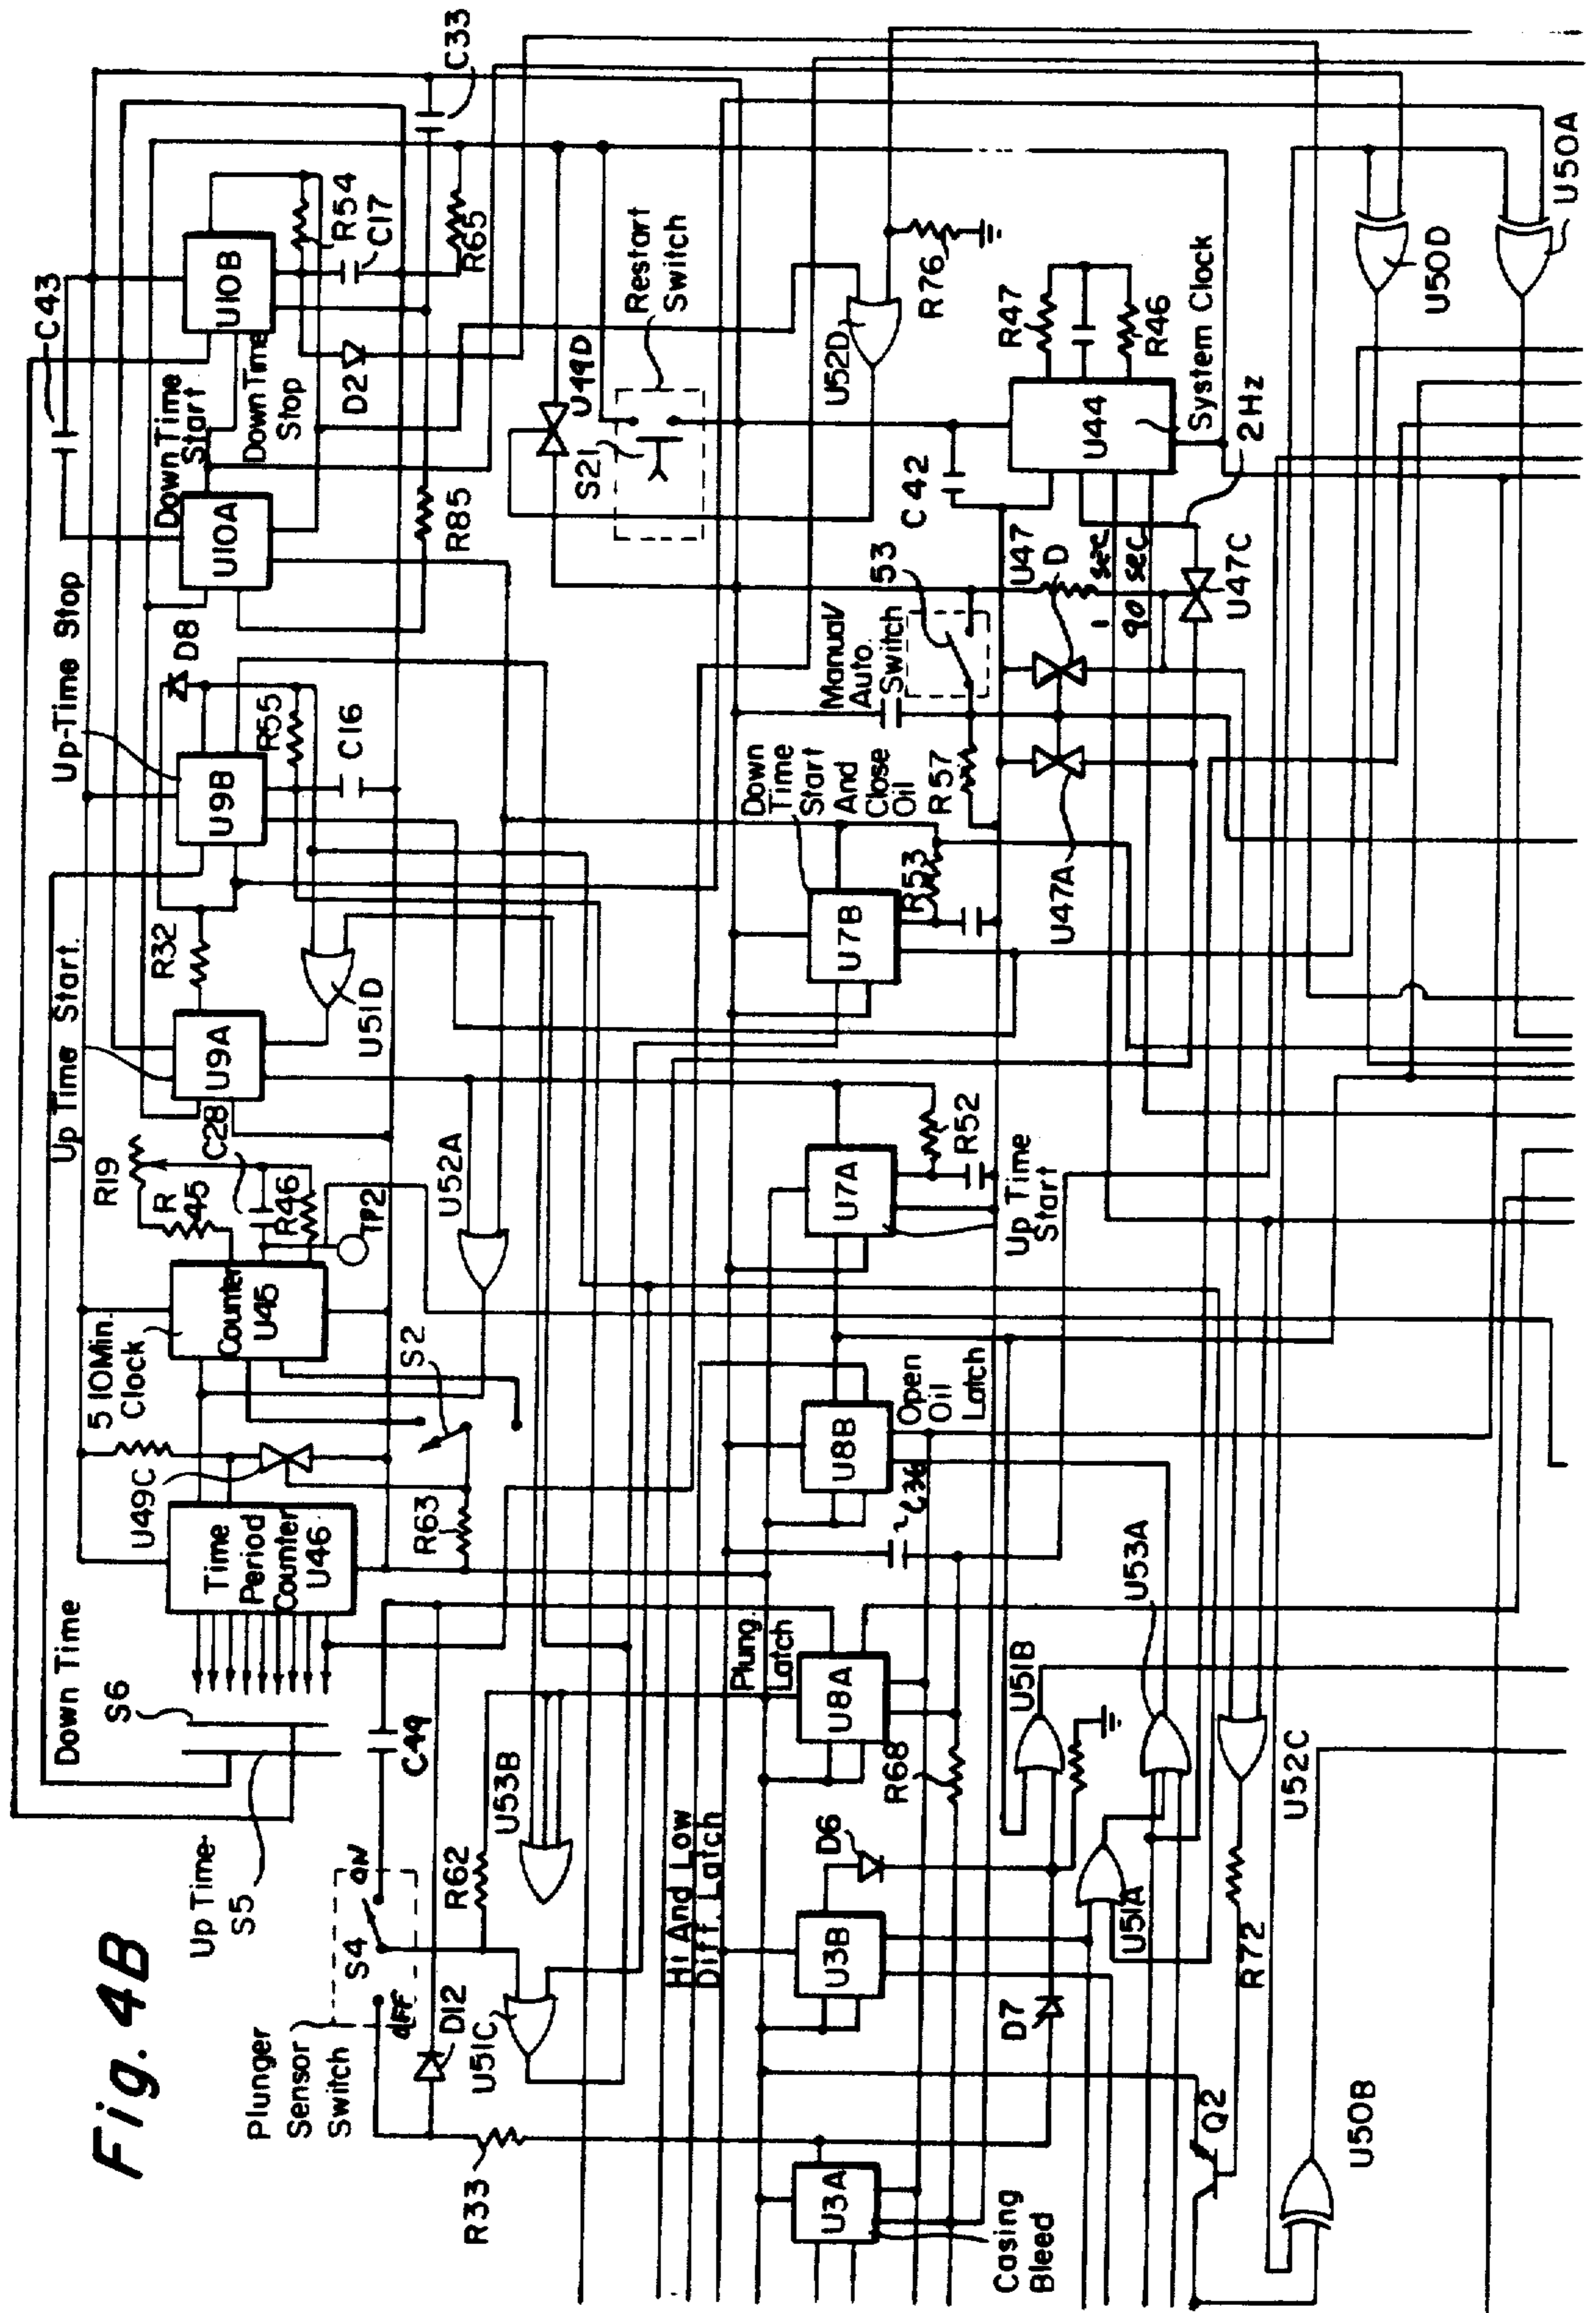 Fig. 4B
Up Time
S5
S6
Down Time
Time
Period
Counter
U46
U49C
5 10Min.
Clock
Counter
U45
R19
R
45
C28
R46
TP2
Up Time Start.
U9A
R32
U51D
Up-Time Stop
U9B
D8
R55
C16
Down Time
Start
U10A
Down Time
Stop
U10B
C43
R54
C17
D2
R65
R85
C33
Plunger
Sensor
Switch
S4
ON
OFF
D12
C49
R62
R63
S2
U52A
U53B
U51C
R33
U49D
S21
Restart
Switch
U52D
R76
Hi And Low
Diff. Latch
Plung.
Latch
U3A
Casing
Bleed
U3B
D6
D7
U8A
R68
U8B
C36
Open
Oil
Latch
U7A
R52
Up Time
Start
U7B
R53
Down
Time
Start
And
Close
Oil
R57
Manual/
Auto.
Switch
53
U47
D
U47A
U47C
1 sec
90 sec
C42
U44
R47
R46
System Clock
2Hz
U51B
U51A
U53A
U52C
R72
Q2
U50B
U50D
U50A